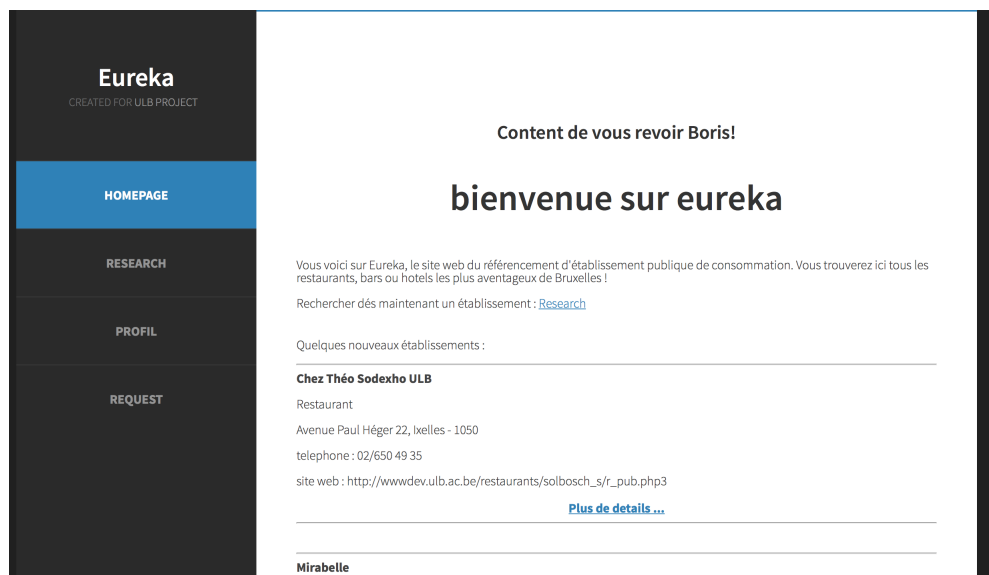 Eureka
CREATED FOR ULB PROJECT
HOMEPAGE
RESEARCH
PROFIL
REQUEST
Content de vous revoir Boris!
bienvenue sur eureka
Vous voici sur Eureka, le site web du référencement d'établissement publique de consommation. Vous trouverez ici tous les
restaurants, bars ou hotels les plus aventageux de Bruxelles !
Rechercher dés maintenant un établissement : Research
Quelques nouveaux établissements :
Chez Théo Sodexho ULB
Restaurant
Avenue Paul Héger 22, Ixelles - 1050
telephone : 02/650 49 35
site web : http://wwwdev.ulb.ac.be/restaurants/solbosch_s/r_pub.php3
Plus de details ...
Mirabelle